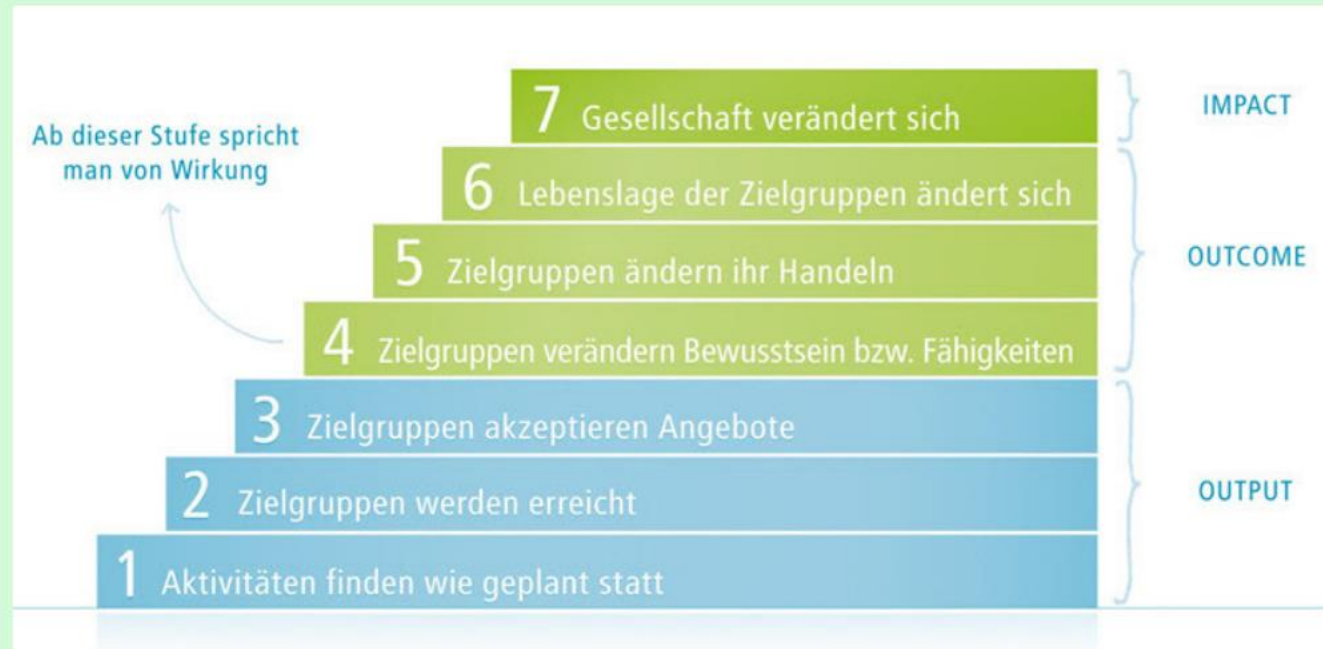 7 Gesellschaft verändert sich
IMPACT
Ab dieser Stufe spricht
man von Wirkung
6 Lebenslage der Zielgruppen ändert sich
5 Zielgruppen ändern ihr Handeln
OUTCOME
4 Zielgruppen verändern Bewusstsein bzw. Fähigkeiten
3 Zielgruppen akzeptieren Angebote
2 Zielgruppen werden erreicht
OUTPUT
1 Aktivitäten finden wie geplant statt